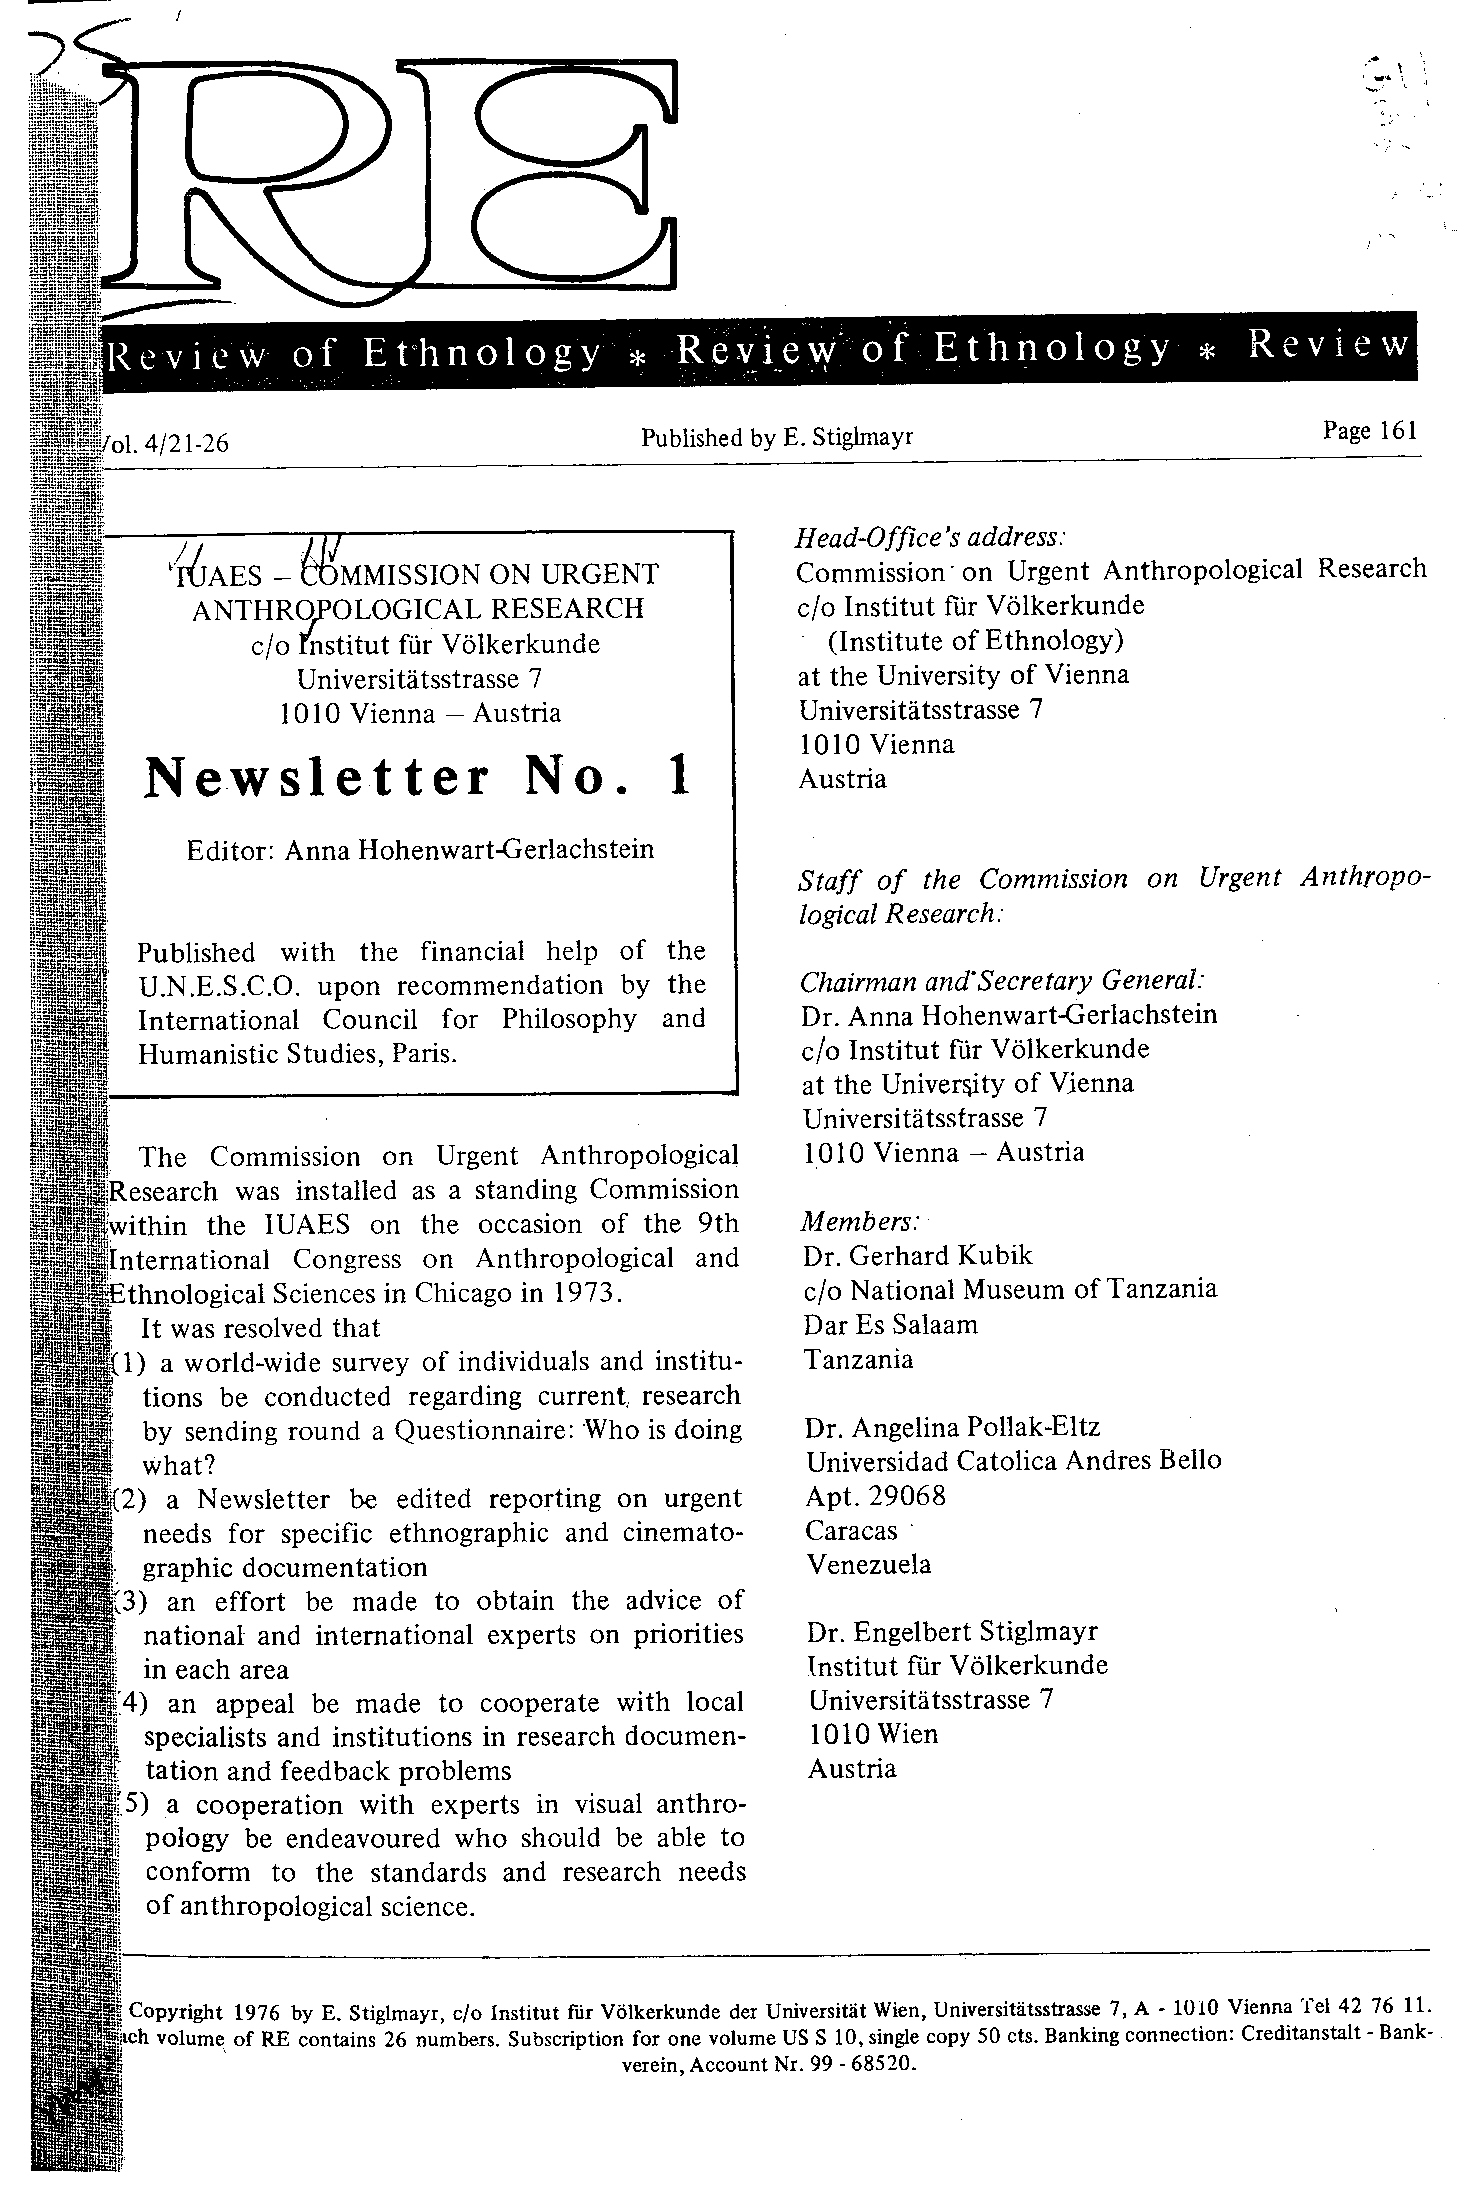 RE
Review of Ethnology * Review of Ethnology * Review
Vol. 4/21-26 Published by E. Stiglmayr Page 161
IUAES – COMMISSION ON URGENT
ANTHROPOLOGICAL RESEARCH
c/o Institut für Völkerkunde
Universitätsstrasse 7
1010 Vienna – Austria
Newsletter No. 1
Editor: Anna Hohenwart-Gerlachstein
Published with the financial help of the
U.N.E.S.C.O. upon recommendation by the
International Council for Philosophy and
Humanistic Studies, Paris.
The Commission on Urgent Anthropological
Research was installed as a standing Commission
within the IUAES on the occasion of the 9th
International Congress on Anthropological and
Ethnological Sciences in Chicago in 1973.
It was resolved that
(1) a world-wide survey of individuals and institu-
tions be conducted regarding current research
by sending round a Questionnaire: Who is doing
what?
(2) a Newsletter be edited reporting on urgent
needs for specific ethnographic and cinemato-
graphic documentation
(3) an effort be made to obtain the advice of
national and international experts on priorities
in each area
(4) an appeal be made to cooperate with local
specialists and institutions in research documen-
tation and feedback problems
(5) a cooperation with experts in visual anthro-
pology be endeavoured who should be able to
conform to the standards and research needs
of anthropological science.
Head-Office's address:
Commission on Urgent Anthropological Research
c/o Institut für Völkerkunde
(Institute of Ethnology)
at the University of Vienna
Universitätsstrasse 7
1010 Vienna
Austria
Staff of the Commission on Urgent Anthropo-
logical Research:
Chairman and Secretary General:
Dr. Anna Hohenwart-Gerlachstein
c/o Institut für Völkerkunde
at the University of Vienna
Universitätsstrasse 7
1010 Vienna – Austria
Members:
Dr. Gerhard Kubik
c/o National Museum of Tanzania
Dar Es Salaam
Tanzania
Dr. Angelina Pollak-Eltz
Universidad Catolica Andres Bello
Apt. 29068
Caracas
Venezuela
Dr. Engelbert Stiglmayr
Institut für Völkerkunde
Universitätsstrasse 7
1010 Wien
Austria
Copyright 1976 by E. Stiglmayr, c/o Institut für Völkerkunde der Universität Wien, Universitätsstrasse 7, A - 1010 Vienna Tel 42 76 11.
ach volume of RE contains 26 numbers. Subscription for one volume US S 10, single copy 50 cts. Banking connection: Creditanstalt - Bank-
verein, Account Nr. 99 - 68520.